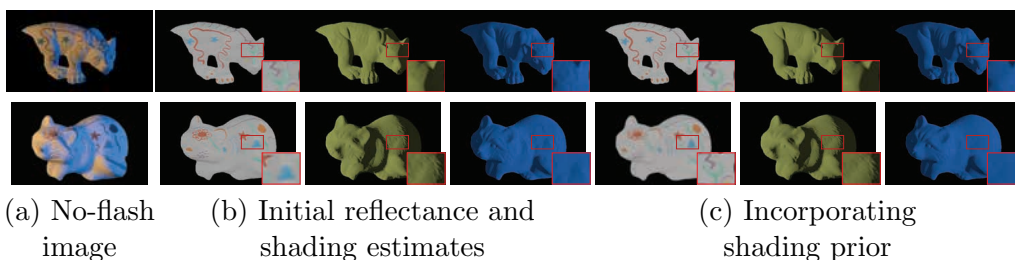 (a) No-flash
image
(b) Initial reflectance and
shading estimates
(c) Incorporating
shading prior